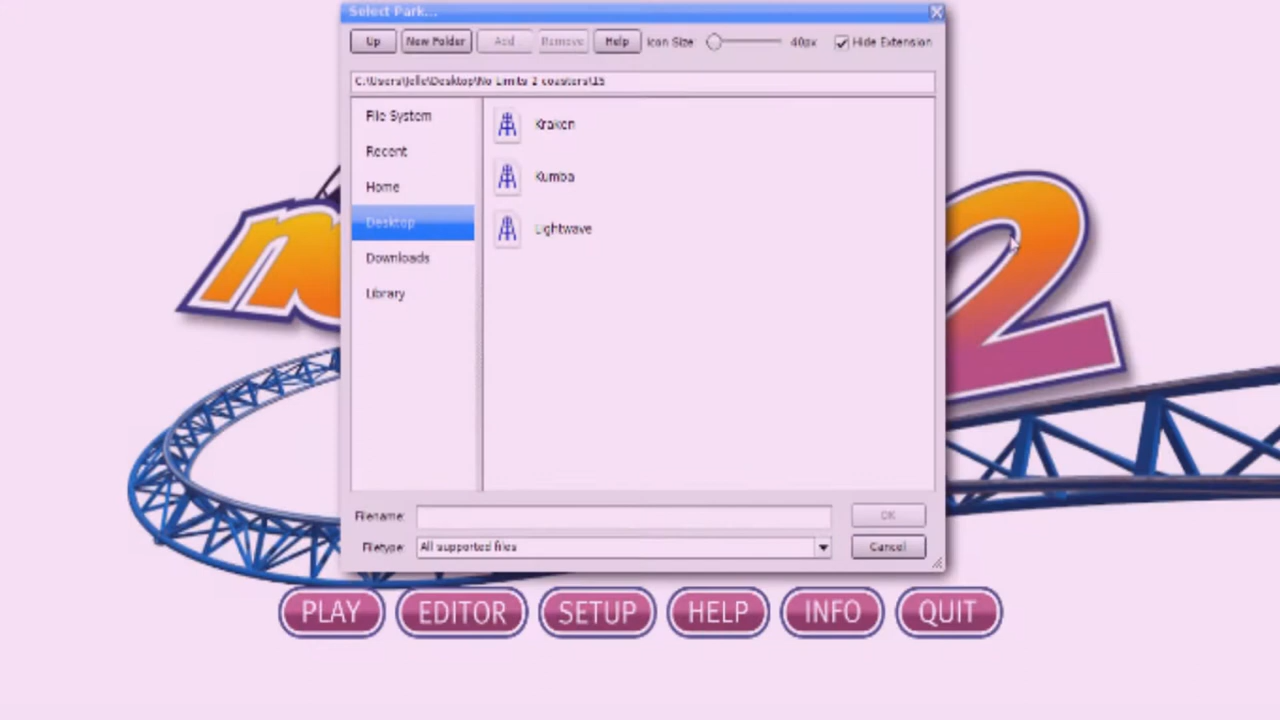 Select Park...
Up New Folder Add Remove Help Icon Size 40px Hide Extension
C:\Users\Jelle\Desktop\No Limits 2 coasters\15
File System
Recent
Home
Desktop
Downloads
Library
Kraken
Kumba
Lightwave
n 2
Filename:
OK
Filetype: All supported files
Cancel
PLAY EDITOR SETUP HELP INFO QUIT